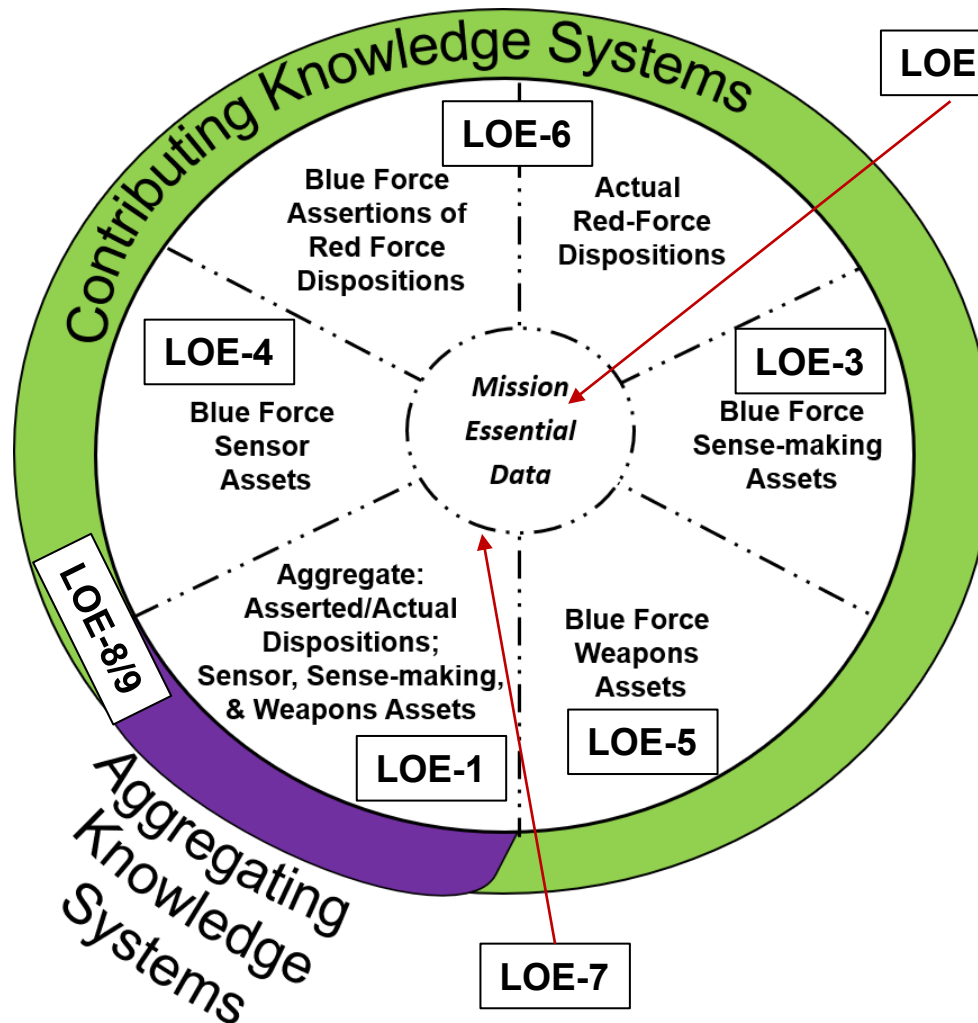 Contributing Knowledge Systems
LOE
LOE-6
Blue Force
Assertions of
Red Force
Dispositions
Actual
Red-Force
Dispositions
LOE-4
Blue Force
Sensor
Assets
Mission
Essential
Data
LOE-3
Blue Force
Sense-making
Assets
LOE-8/9
Aggregate:
Asserted/Actual
Dispositions;
Sensor, Sense-making,
& Weapons Assets
LOE-1
Blue Force
Weapons
Assets
LOE-5
Aggregating
Knowledge
Systems
LOE-7